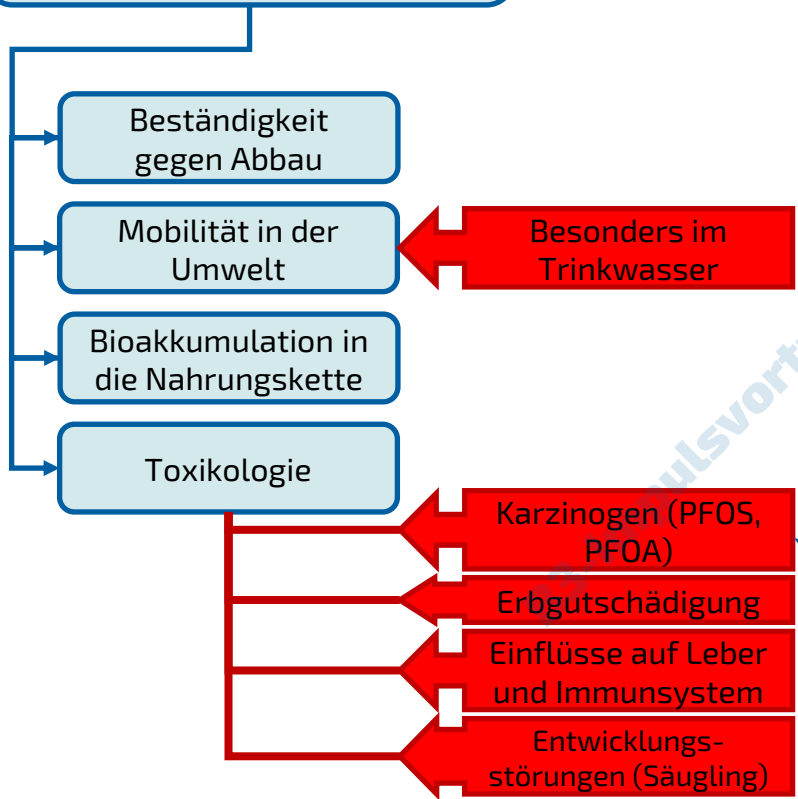 Beständigkeit
gegen Abbau
Mobilität in der
Umwelt
Besonders im
Trinkwasser
Bioakkumulation in
die Nahrungskette
Toxikologie
Karzinogen (PFOS,
PFOA)
Erbgutschädigung
Einflüsse auf Leber
und Immunsystem
Entwicklungs-
störungen (Säugling)